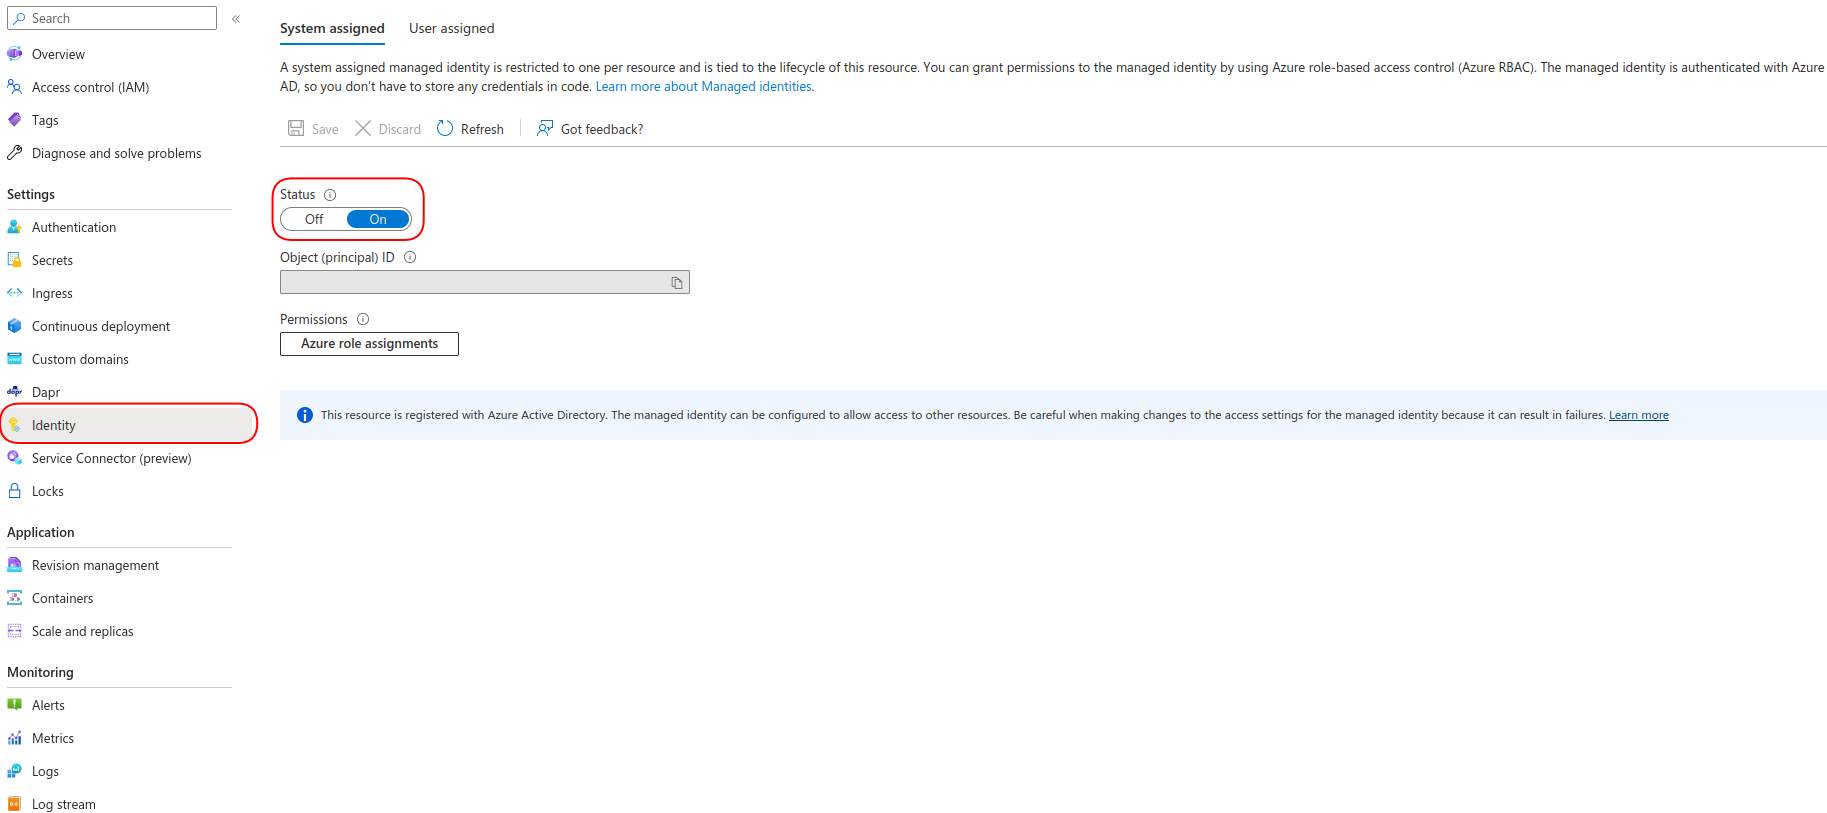 Search
«
Overview
Access control (IAM)
Tags
Diagnose and solve problems
Settings
Authentication
Secrets
Ingress
Continuous deployment
Custom domains
dapr Dapr
Identity
Service Connector (preview)
Locks
Application
Revision management
Containers
Scale and replicas
Monitoring
Alerts
Metrics
Logs
Log stream
System assigned User assigned
A system assigned managed identity is restricted to one per resource and is tied to the lifecycle of this resource. You can grant permissions to the managed identity by using Azure role-based access control (Azure RBAC). The managed identity is authenticated with Azure
AD, so you don't have to store any credentials in code. Learn more about Managed identities.
Save Discard Refresh Got feedback?
Status
Off On
Object (principal) ID
Permissions
Azure role assignments
This resource is registered with Azure Active Directory. The managed identity can be configured to allow access to other resources. Be careful when making changes to the access settings for the managed identity because it can result in failures. Learn more